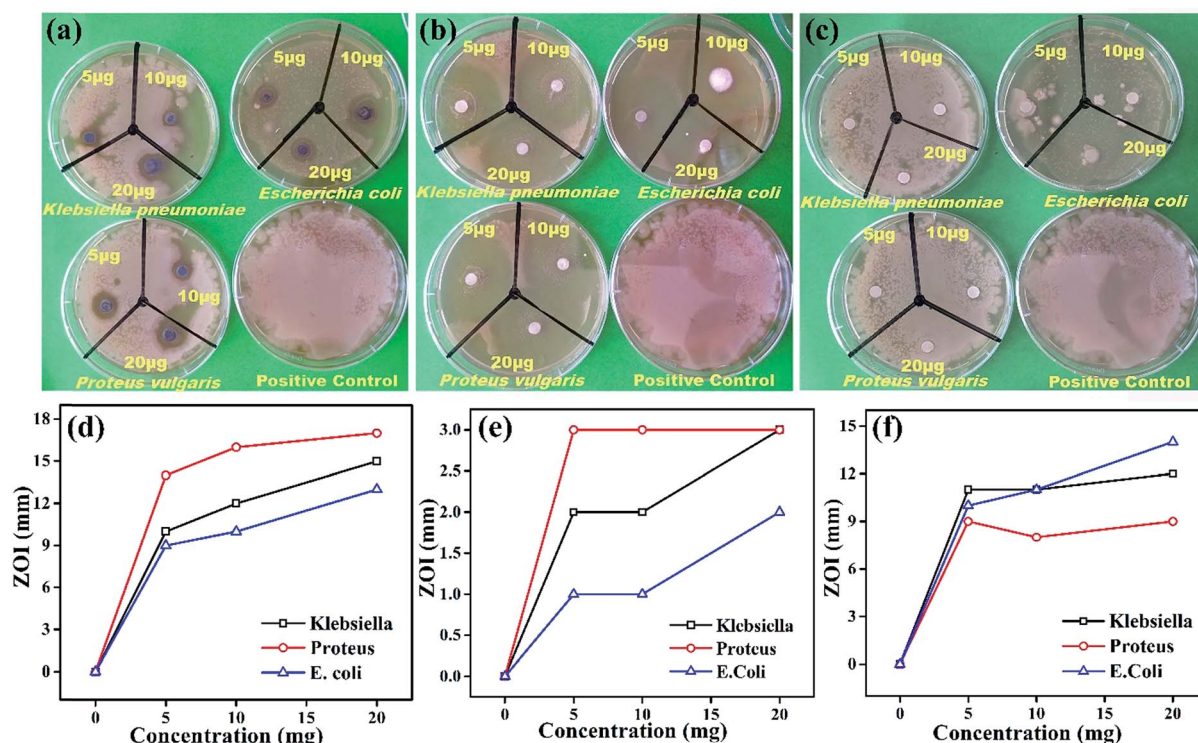 (a)
5µg
10µg
20µg
Klebsiella pneumoniae
5µg
10µg
20µg
Escherichia coli
5µg
10µg
20µg
Proteus vulgaris
Positive Control
(b)
5µg
10µg
20µg
Klebsiella pneumoniae
5µg
10µg
20µg
Escherichia coli
5µg
10µg
20µg
Proteus vulgaris
Positive Control
(c)
5µg
10µg
20µg
Klebsiella pneumoniae
5µg
10µg
20µg
Escherichia coli
5µg
10µg
20µg
Proteus vulgaris
Positive Control
(d)
ZOI (mm)
18
15
12
9
6
3
0
Klebsiella
Proteus
E. coli
0 5 10 20
Concentration (mg)
(e)
ZOI (mm)
3.0
2.5
2.0
1.5
1.0
0.5
0.0
Klebsiella
Proteus
E.Coli
0 5 10 20
Concentration (mg)
(f)
ZOI (mm)
15
12
9
6
3
0
Klebsiella
Proteus
E.Coli
0 5 10 20
Concentration (mg)